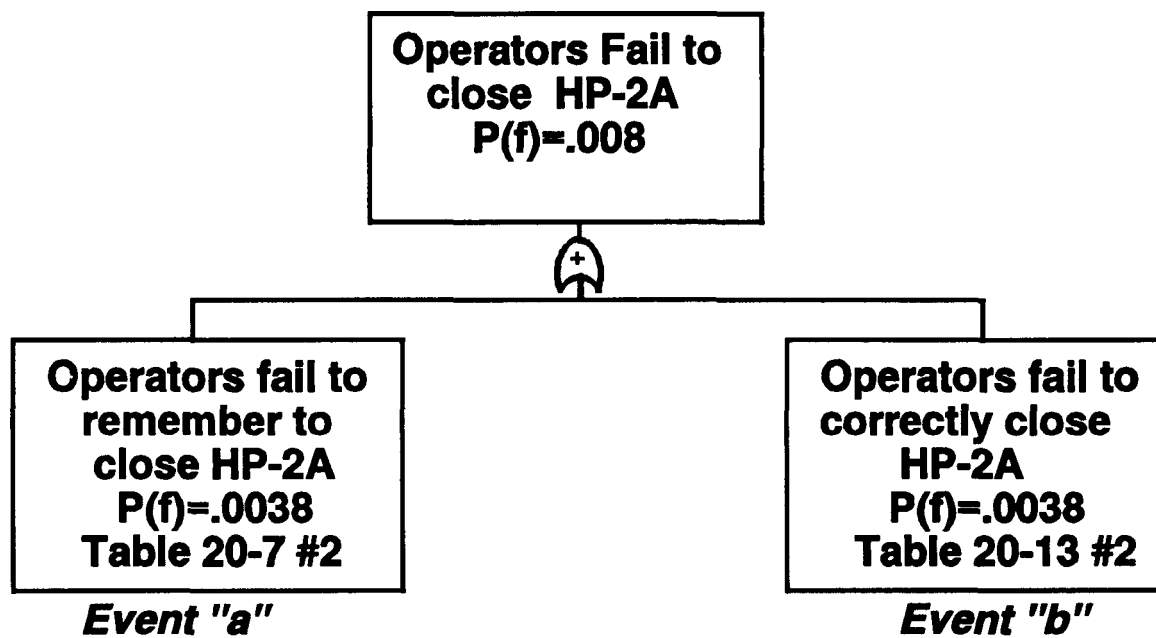 Operators Fail to
close HP-2A
P(f)=.008
+
Operators fail to
remember to
close HP-2A
P(f)=.0038
Table 20-7 #2
Event "a"
Operators fail to
correctly close
HP-2A
P(f)=.0038
Table 20-13 #2
Event "b"